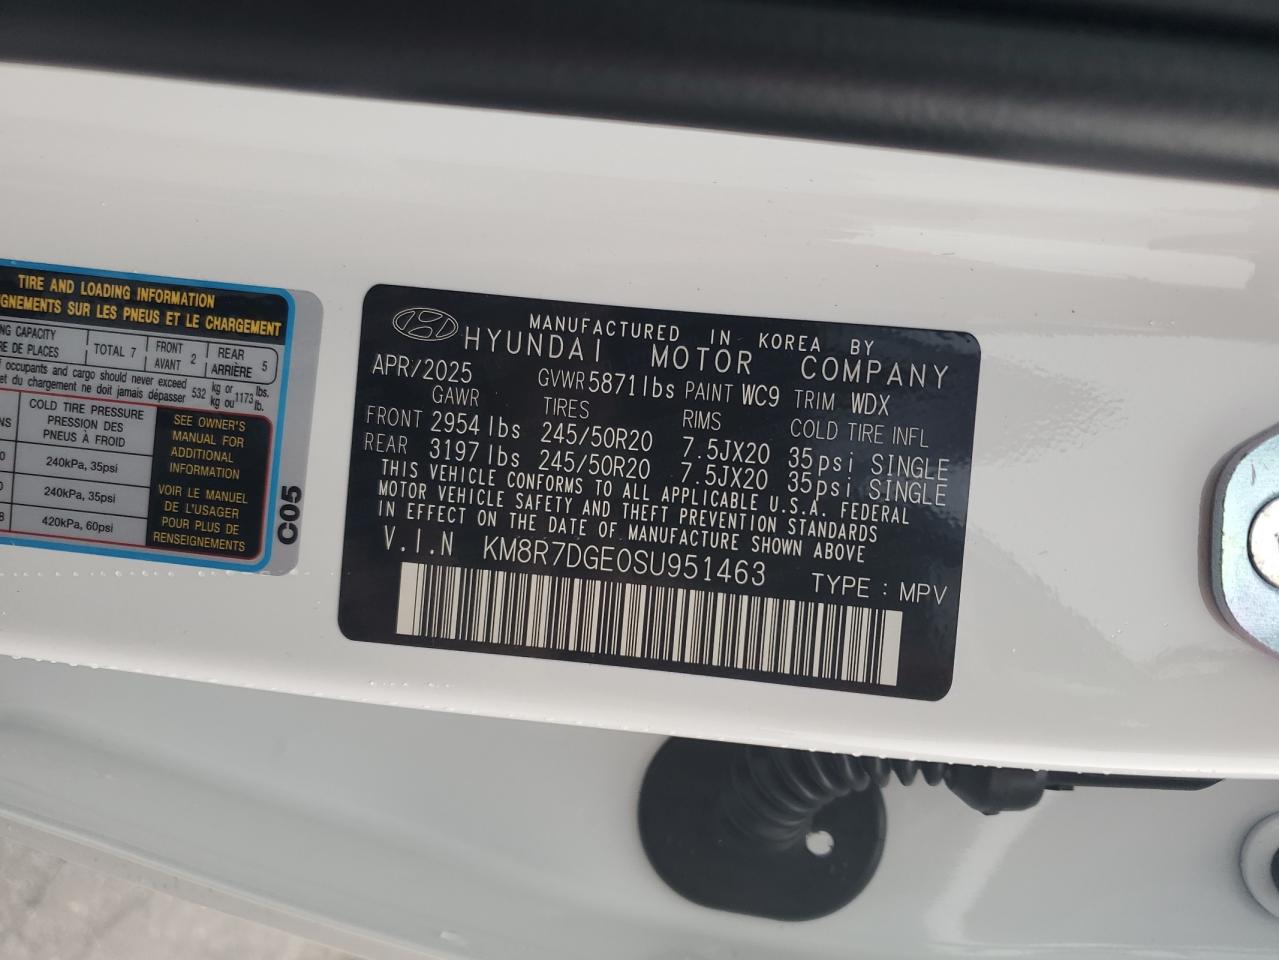 TIRE AND LOADING INFORMATION
GNEMENTS SUR LES PNEUS ET LE CHARGEMENT
NG CAPACITY
RE DE PLACES
TOTAL 7
FRONT
AVANT 2
REAR
ARRIÈRE 5
occupants and cargo should never exceed 532 kg or 1173 lbs.
et du chargement ne doit jamais dépasser kg ou lb.
COLD TIRE PRESSURE
PRESSION DES
PNEUS À FROID
240kPa, 35psi
240kPa, 35psi
420kPa, 60psi
SEE OWNER'S
MANUAL FOR
ADDITIONAL
INFORMATION
VOIR LE MANUEL
DE L'USAGER
POUR PLUS DE
RENSEIGNEMENTS
C05
MANUFACTURED IN KOREA BY
HYUNDAI MOTOR COMPANY
APR/2025 GVWR 5871lbs PAINT WC9 TRIM WDX
GAWR TIRES RIMS COLD TIRE INFL
FRONT 2954lbs 245/50R20 7.5JX20 35psi SINGLE
REAR 3197lbs 245/50R20 7.5JX20 35psi SINGLE
THIS VEHICLE CONFORMS TO ALL APPLICABLE U.S.A. FEDERAL
MOTOR VEHICLE SAFETY AND THEFT PREVENTION STANDARDS
IN EFFECT ON THE DATE OF MANUFACTURE SHOWN ABOVE
V.I.N KM8R7DGE0SU951463 TYPE : MPV